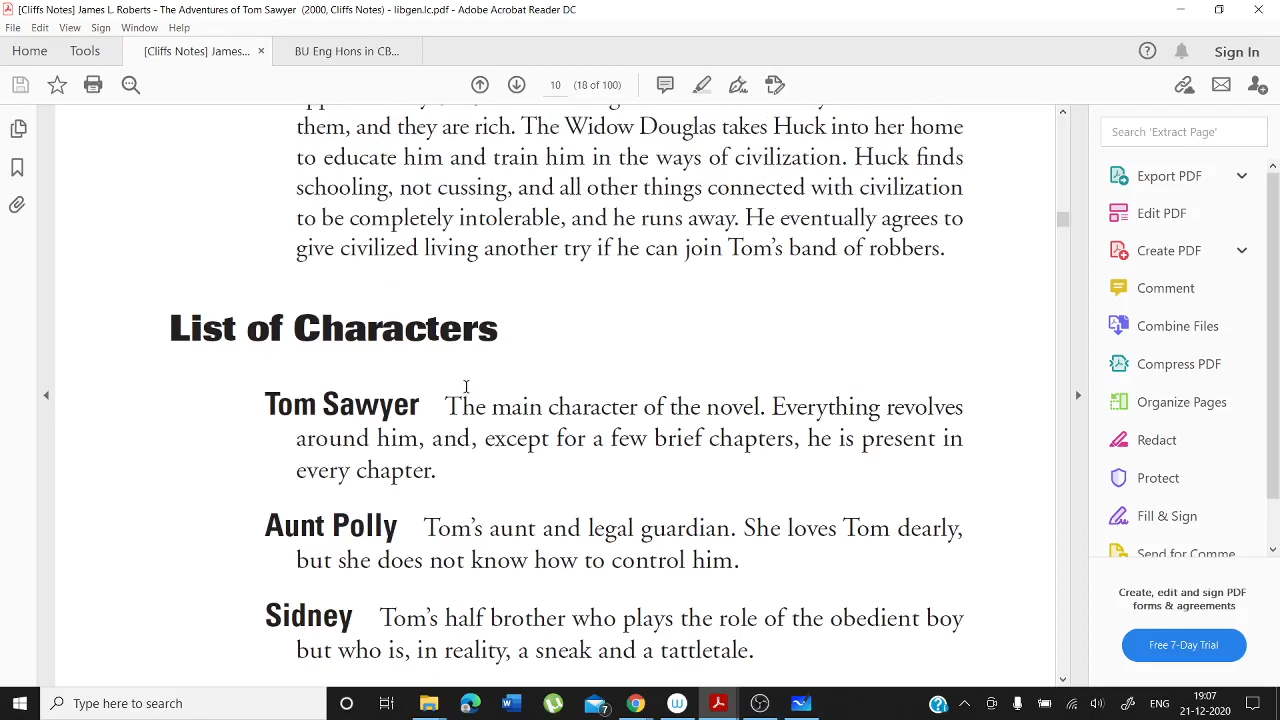 [Cliffs Notes] James L. Roberts - The Adventures of Tom Sawyer (2000, Cliffs Notes) - libgen.lc.pdf - Adobe Acrobat Reader DC
File Edit View Sign Window Help
Home Tools [Cliffs Notes] James... × BU Eng Hons in CB... Sign In
10 (18 of 100)
them, and they are rich. The Widow Douglas takes Huck into her home
to educate him and train him in the ways of civilization. Huck finds
schooling, not cussing, and all other things connected with civilization
to be completely intolerable, and he runs away. He eventually agrees to
give civilized living another try if he can join Tom's band of robbers.
List of Characters
Tom Sawyer The main character of the novel. Everything revolves
around him, and, except for a few brief chapters, he is present in
every chapter.
Aunt Polly Tom's aunt and legal guardian. She loves Tom dearly,
but she does not know how to control him.
Sidney Tom's half brother who plays the role of the obedient boy
but who is, in reality, a sneak and a tattletale.
Search 'Extract Page'
Export PDF
Edit PDF
Create PDF
Comment
Combine Files
Compress PDF
Organize Pages
Redact
Protect
Fill & Sign
Send for Comme
Create, edit and sign PDF
forms & agreements
Free 7-Day Trial
Type here to search
7
ENG
19:07
21-12-2020